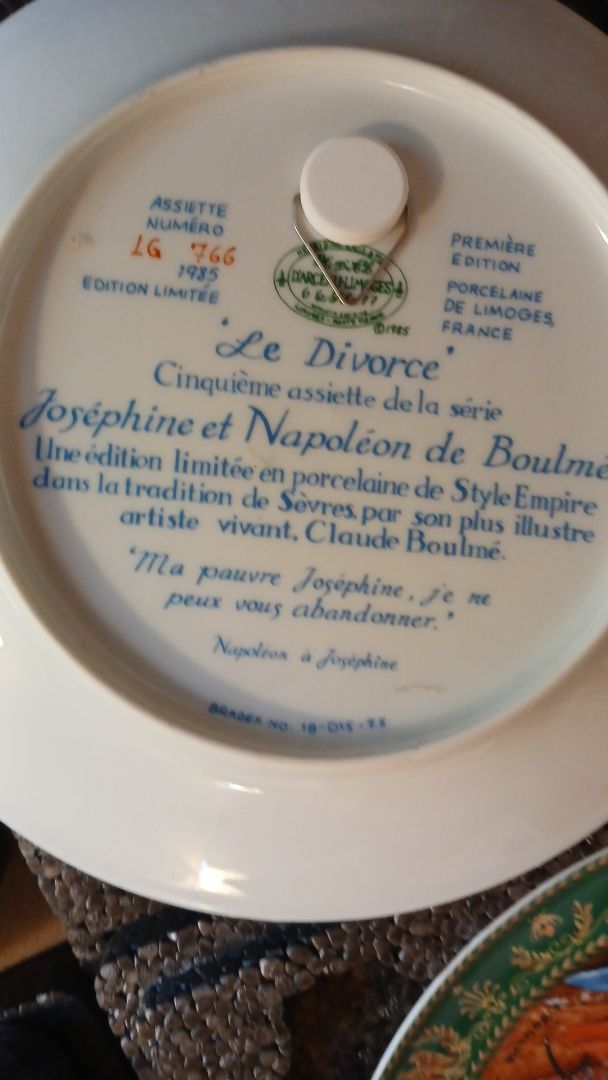 ASSIETTE
NUMÉRO
LG 766
1985
EDITION LIMITÉE
D'ARCEAU-LIMOGES
©1985
PREMIÈRE
EDITION
PORCELAINE
DE LIMOGES,
FRANCE
'Le Divorce'
Cinquième assiette de la série
Joséphine et Napoléon de Boulmé
Une édition limitée en porcelaine de Style Empire
dans la tradition de Sèvres, par son plus illustre
artiste vivant, Claude Boulmé.
'Ma pauvre Joséphine, je ne
peux vous abandonner.'
Napoléon à Joséphine
BRADEX NO. 18-D15-2.5